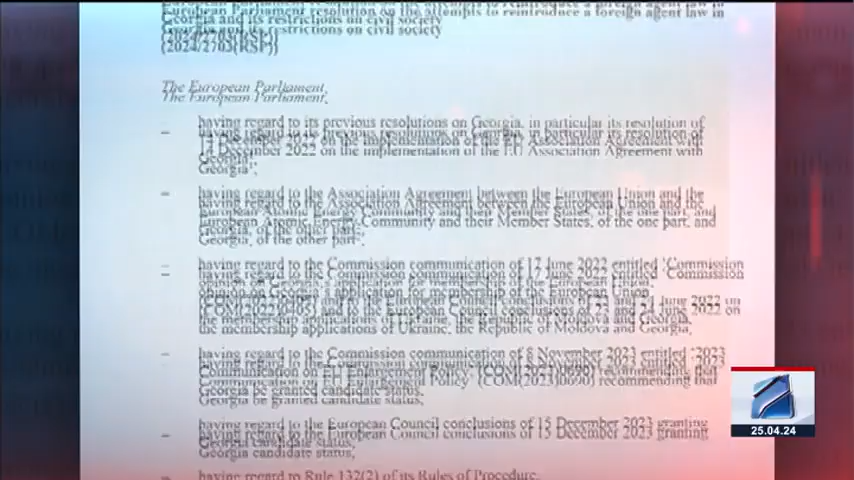 European Parliament resolution on the attempts to reintroduce a foreign agent law in
Georgia and its restrictions on civil society
(2024/2703(RSP))
The European Parliament,
– having regard to its previous resolutions on Georgia, in particular its resolution of
14 December 2022 on the implementation of the EU Association Agreement with
Georgia
– having regard to the Association Agreement between the European Union and the
European Atomic Energy Community and their Member States, of the one part, and
Georgia, of the other part
– having regard to the Commission communication of 17 June 2022 entitled 'Commission
opinion on Georgia's application for membership of the European Union'
(COM(2022)0405) and to the European Council conclusions of 23 and 24 June 2022 on
the membership applications of Ukraine, the Republic of Moldova and Georgia,
– having regard to the Commission communication of 8 November 2023 entitled '2023
Communication on EU Enlargement Policy' (COM(2023)0690) recommending that
Georgia be granted candidate status,
– having regard to the European Council conclusions of 15 December 2023 granting
Georgia candidate status,
– having regard to Rule 132(2) of its Rules of Procedure,
25.04.24